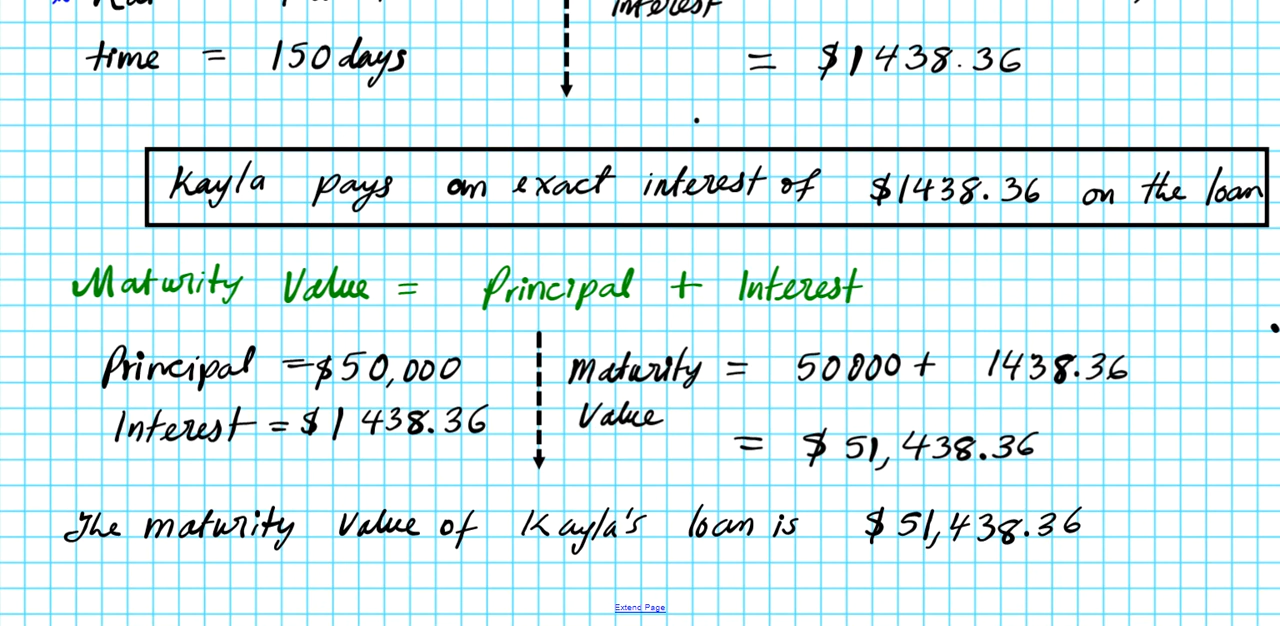 Interest
time = 150 days
= $1438.36
Kayla pays an exact interest of $1438.36 on the loan
Maturity Value = Principal + Interest
Principal = $50,000
Interest = $1438.36
Maturity = 50000 + 1438.36
Value
= $51,438.36
The maturity value of Kayla's loan is $51,438.36
Extend Page